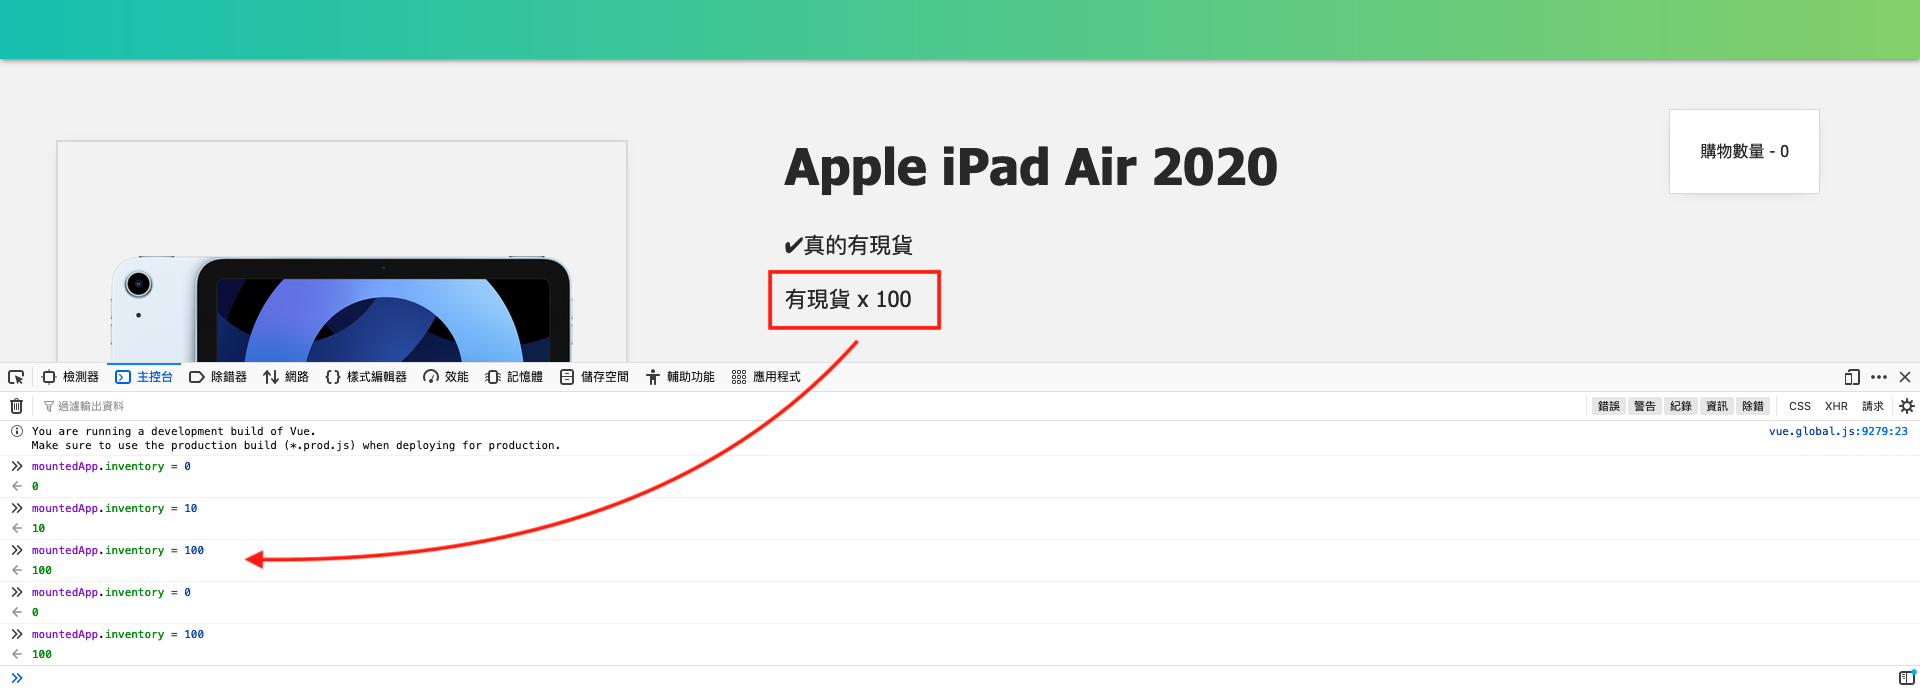 Apple iPad Air 2020
購物數量 - 0
✔真的有現貨
有現貨 x 100
檢測器 主控台 除錯器 網路 樣式編輯器 效能 記憶體 儲存空間 輔助功能 應用程式
過濾輸出資料 錯誤 警告 紀錄 資訊 除錯 CSS XHR 請求
You are running a development build of Vue. vue.global.js:9279:23
Make sure to use the production build (*.prod.js) when deploying for production.
mountedApp.inventory = 0
0
mountedApp.inventory = 10
10
mountedApp.inventory = 100
100
mountedApp.inventory = 0
0
mountedApp.inventory = 100
100